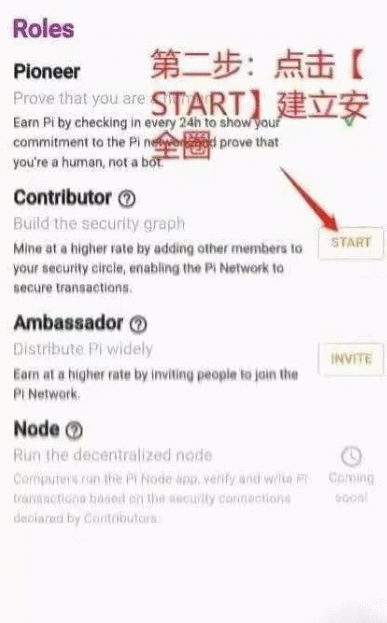 Roles
第二步：点击【
START】建立安
全圈
Pioneer
Prove that you are
Earn Pi by checking in every 24h to show your
commitment to the Pi network and prove that
you're a human, not a bot.
Contributor ?
Build the security graph
Mine at a higher rate by adding other members to
your security circle, enabling the Pi Network to
secure transactions.
START
Ambassador ?
Distribute Pi widely
Earn at a higher rate by inviting people to join the
Pi Network.
INVITE
Node ?
Run the decentralized node
Computers run the Pi Node app, verify and write Pi
transactions based on the security connections
declared by Contributors.
Coming
soon!